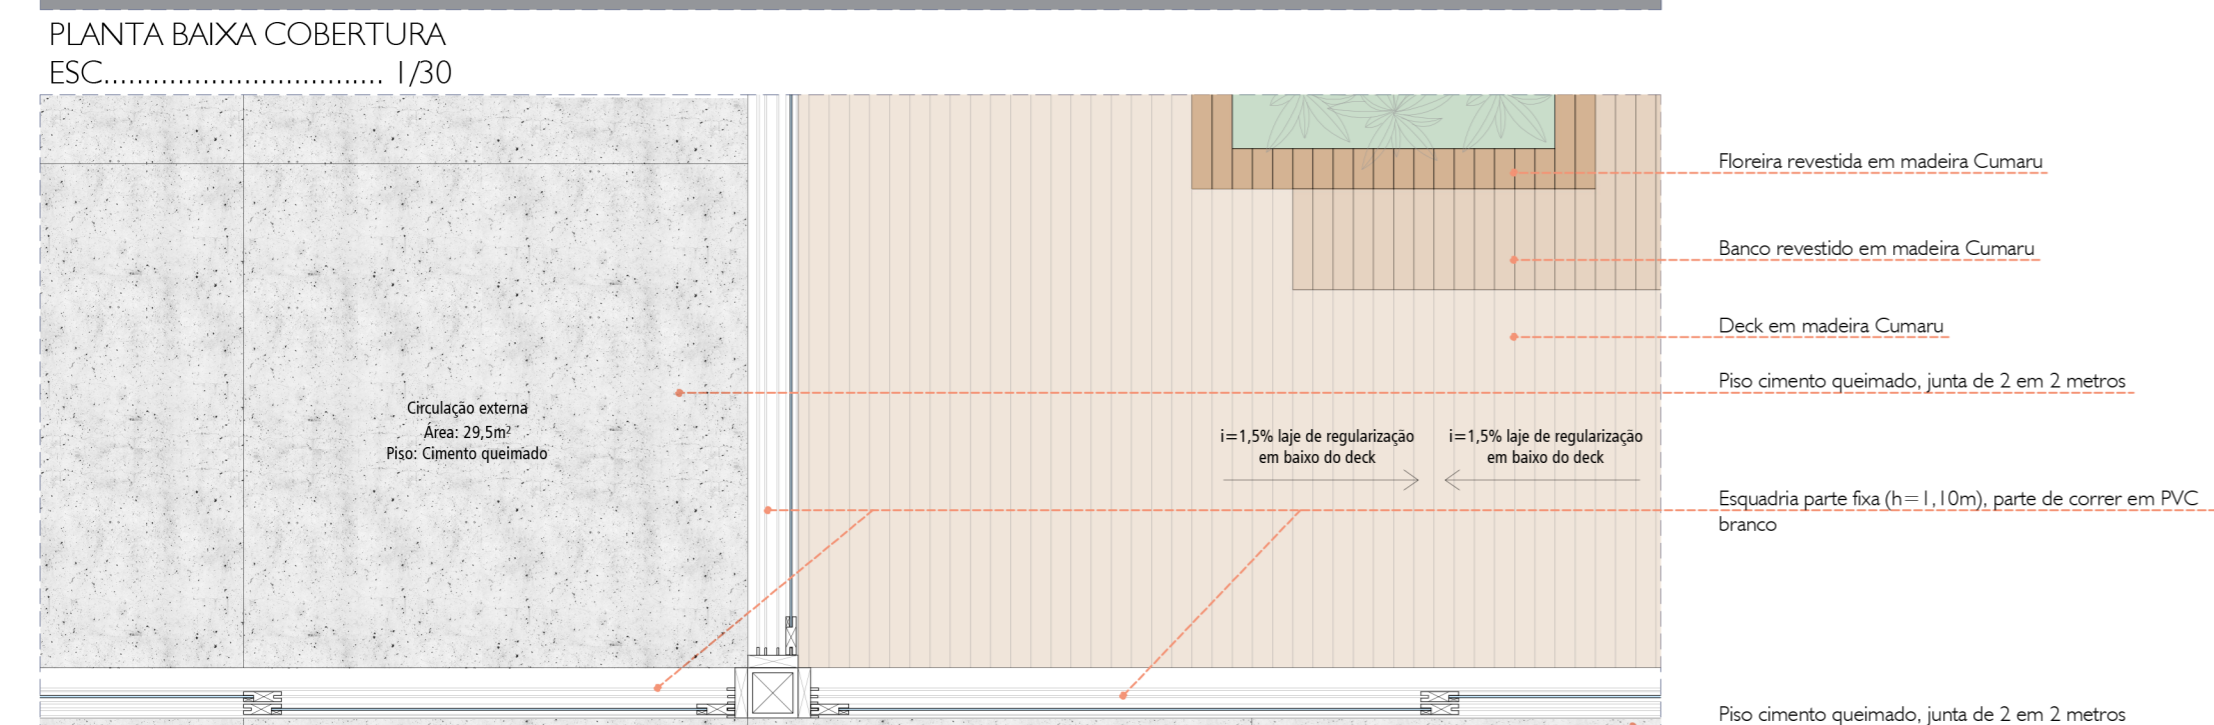 PLANTA BAIXA COBERTURA
ESC.................................. 1/30
Floreira revestida em madeira Cumaru
Banco revestido em madeira Cumaru
Deck em madeira Cumaru
Piso cimento queimado, junta de 2 em 2 metros
Circulação externa
Área: 29,5m²
Piso: Cimento queimado
i=1,5% laje de regularização
em baixo do deck
i=1,5% laje de regularização
em baixo do deck
Esquadria parte fixa (h=1,10m), parte de correr em PVC
branco
Piso cimento queimado, junta de 2 em 2 metros